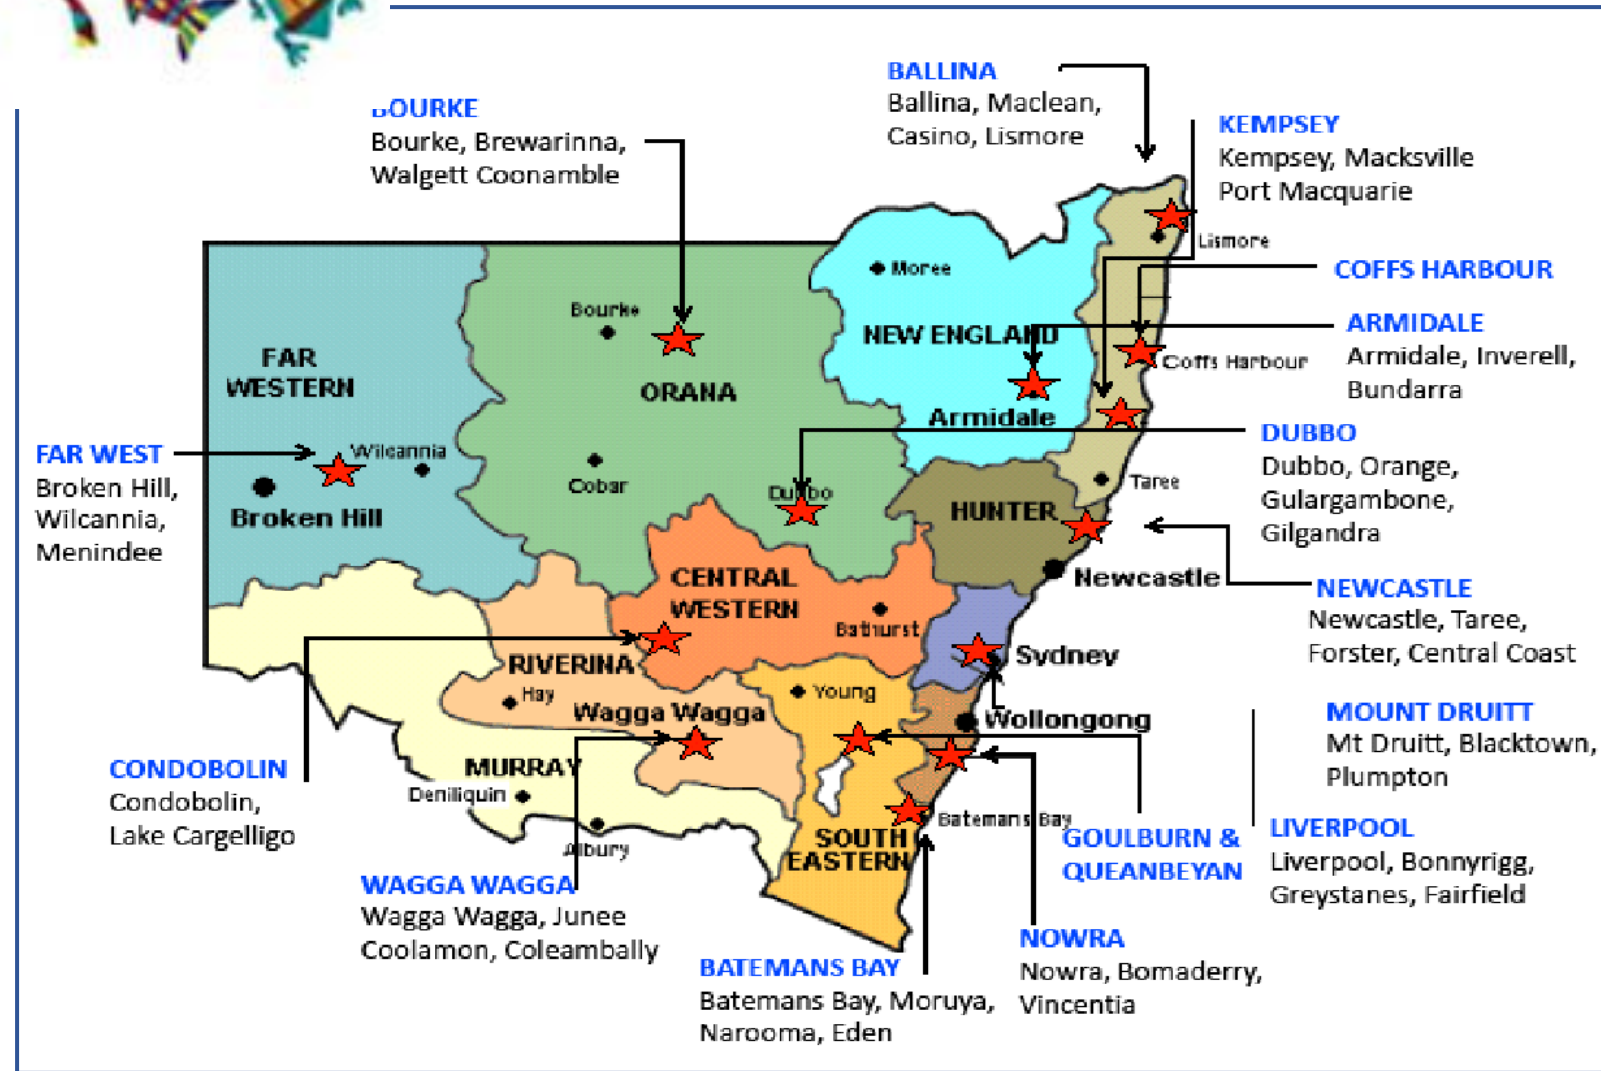 BALLINA
Ballina, Maclean,
Casino, Lismore
BOURKE
Bourke, Brewarinna,
Walgett Coonamble
KEMPSEY
Kempsey, Macksville
Port Macquarie
Lismore
Moree
COFFS HARBOUR
Bourke
NEW ENGLAND
ARMIDALE
Armidale, Inverell,
Bundarra
FAR
WESTERN
Coffs Harbour
ORANA
Armidale
FAR WEST
Broken Hill,
Wilcannia,
Menindee
Wilcannia
DUBBO
Dubbo, Orange,
Gulargambone,
Gilgandra
Cobar
Dubbo
Taree
Broken Hill
HUNTER
CENTRAL
WESTERN
Newcastle
NEWCASTLE
Newcastle, Taree,
Forster, Central Coast
Bathurst
RIVERINA
Sydney
Hay
Young
Wagga Wagga
Wollongong
MOUNT DRUITT
Mt Druitt, Blacktown,
Plumpton
CONDOBOLIN
Condobolin,
Lake Cargelligo
MURRAY
Deniliquin
Albury
Batemans Bay
SOUTH
EASTERN
GOULBURN &
QUEANBEYAN
LIVERPOOL
Liverpool, Bonnyrigg,
Greystanes, Fairfield
WAGGA WAGGA
Wagga Wagga, Junee
Coolamon, Coleambally
NOWRA
Nowra, Bomaderry,
Vincentia
BATEMANS BAY
Batemans Bay, Moruya,
Narooma, Eden